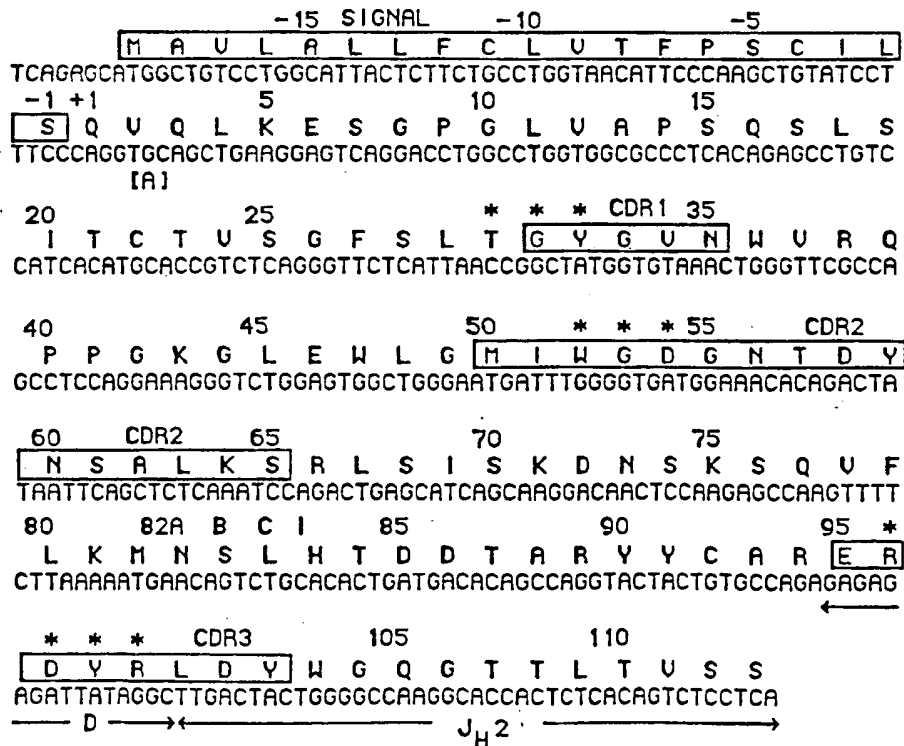 -15 SIGNAL -10 -5
M A V L A L L F C L V T F P S C I L
TCAGAGCATGGCTGTCCTGGCATTACTCTTCTGCCTGGTAACATTCCCAAGCTGTATCCT
-1 +1 5 10 15
S Q V Q L K E S G P G L V A P S Q S L S
TTCCCAGGTGCAGCTGAAGGAGTCAGGACCTGGCCTGGTGGCGCCCTCACAGAGCCTGTC
[A]
20 25 * * * CDR1 35
I T C T V S G F S L T G Y G V N W V R Q
CATCACATGCACCGTCTCAGGGTTCTCATTAACCGGCTATGGTGTAAACTGGGTTCGCCA
40 45 50 * * * 55 CDR2
P P G K G L E W L G M I W G D G N T D Y
GCCTCCAGGAAAGGGTCTGGAGTGGCTGGGAATGATTTGGGGTGATGGAAACACAGACTA
60 CDR2 65 70 75
N S A L K S R L S I S K D N S K S Q V F
TAATTCAGCTCTCAAATCCAGACTGAGCATCAGCAAGGACAACTCCAAGAGCCAAGTTTT
80 82A B C I 85 90 95 *
L K M N S L H T D D T A R Y Y C A R E R
CTTAAAAATGAACAGTCTGCACACTGATGACACAGCCAGGTACTACTGTGCCAGAGAGAG
* * * CDR3 105 110
D Y R L D Y W G Q G T T L T V S S
AGATTATAGGCTTGACTACTGGGGCCAAGGCACCACTCTCACAGTCTCCTCA
D JH2